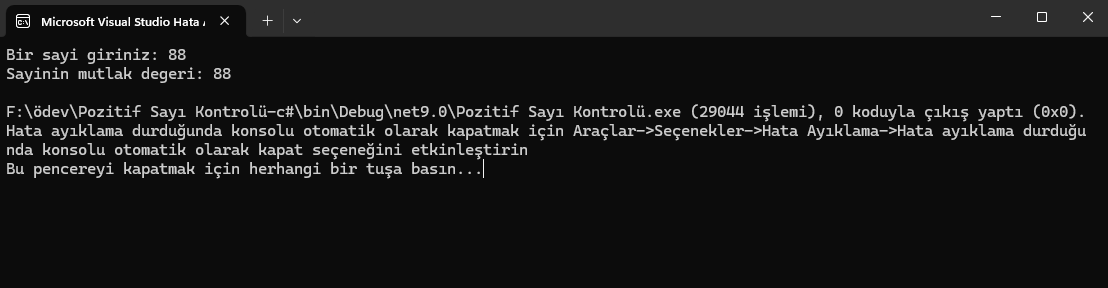 Microsoft Visual Studio Hata
Bir sayi giriniz: 88
Sayinin mutlak degeri: 88
F:\ödev\Pozitif Sayı Kontrolü-c#\bin\Debug\net9.0\Pozitif Sayı Kontrolü.exe (29044 işlemi), 0 koduyla çıkış yaptı (0x0).
Hata ayıklama durduğunda konsolu otomatik olarak kapatmak için Araçlar->Seçenekler->Hata Ayıklama->Hata ayıklama durduğu
nda konsolu otomatik olarak kapat seçeneğini etkinleştirin
Bu pencereyi kapatmak için herhangi bir tuşa basın...